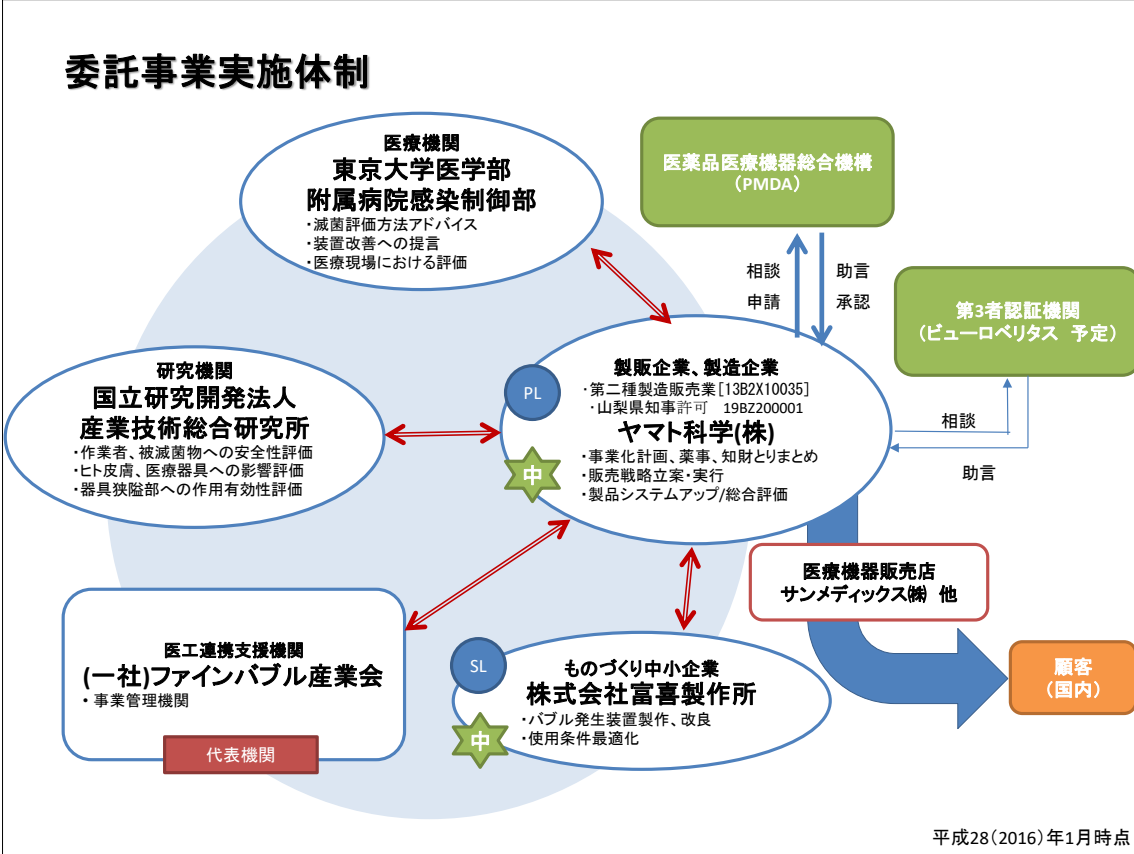 委託事業実施体制
医療機関
東京大学医学部
附属病院感染制御部
・滅菌評価方法アドバイス
・装置改善への提言
・医療現場における評価
医薬品医療機器総合機構
(PMDA)
相談
申請
助言
承認
第3者認証機関
(ビューロベリタス 予定)
相談
助言
研究機関
国立研究開発法人
産業技術総合研究所
・作業者、被滅菌物への安全性評価
・ヒト皮膚、医療器具への影響評価
・器具狭隘部への作用有効性評価
PL
中
製販企業、製造企業
・第二種製造販売業[13B2X10035]
・山梨県知事許可 19BZ200001
ヤマト科学(株)
・事業化計画、薬事、知財とりまとめ
・販売戦略立案・実行
・製品システムアップ/総合評価
医療機器販売店
サンメディックス㈱ 他
顧客
(国内)
医工連携支援機関
(一社)ファインバブル産業会
・事業管理機関
代表機関
SL
中
ものづくり中小企業
株式会社富喜製作所
・バブル発生装置製作、改良
・使用条件最適化
平成28(2016)年1月時点